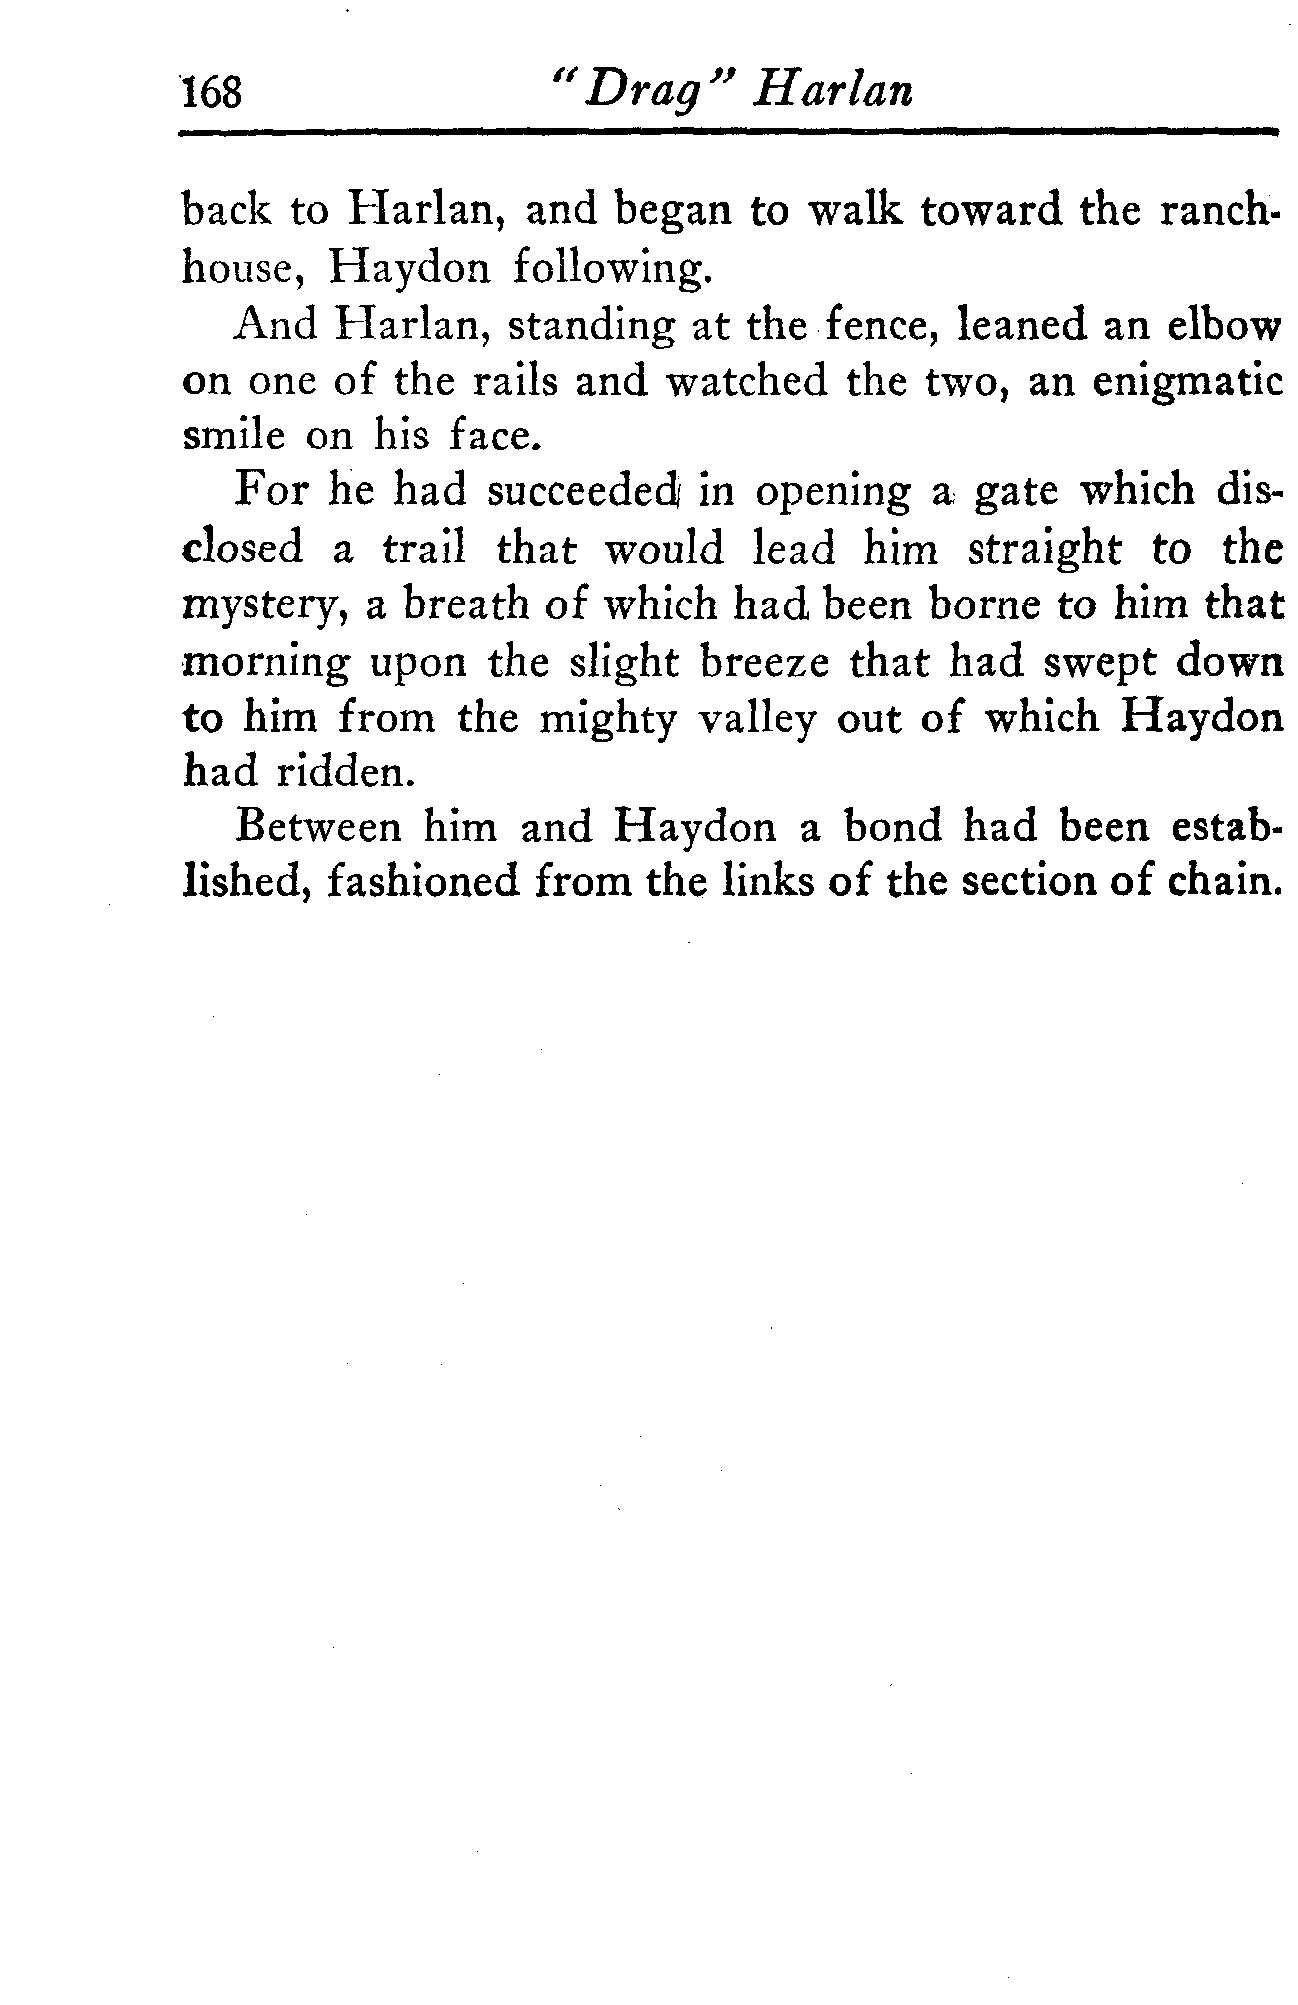 168 "Drag" Harlan
back to Harlan, and began to walk toward the ranch-
house, Haydon following.
And Harlan, standing at the fence, leaned an elbow
on one of the rails and watched the two, an enigmatic
smile on his face.
For he had succeeded in opening a gate which dis-
closed a trail that would lead him straight to the
mystery, a breath of which had been borne to him that
morning upon the slight breeze that had swept down
to him from the mighty valley out of which Haydon
had ridden.
Between him and Haydon a bond had been estab-
lished, fashioned from the links of the section of chain.